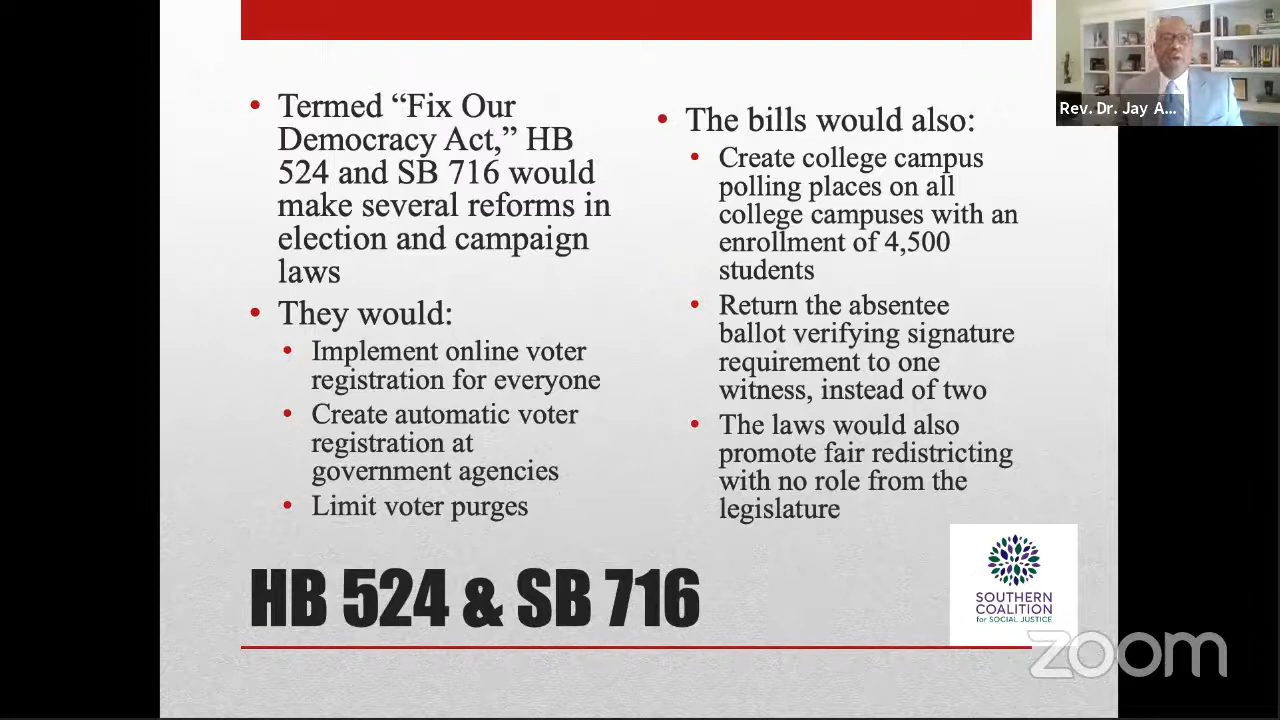 • Termed “Fix Our
Democracy Act,” HB
524 and SB 716 would
make several reforms in
election and campaign
laws
• They would:
• Implement online voter
registration for everyone
• Create automatic voter
registration at
government agencies
• Limit voter purges
• The bills would also:
• Create college campus
polling places on all
college campuses with an
enrollment of 4,500
students
• Return the absentee
ballot verifying signature
requirement to one
witness, instead of two
• The laws would also
promote fair redistricting
with no role from the
legislature
HB 524 & SB 716
SOUTHERN
COALITION
for SOCIAL JUSTICE
Rev. Dr. Jay A...
zoom